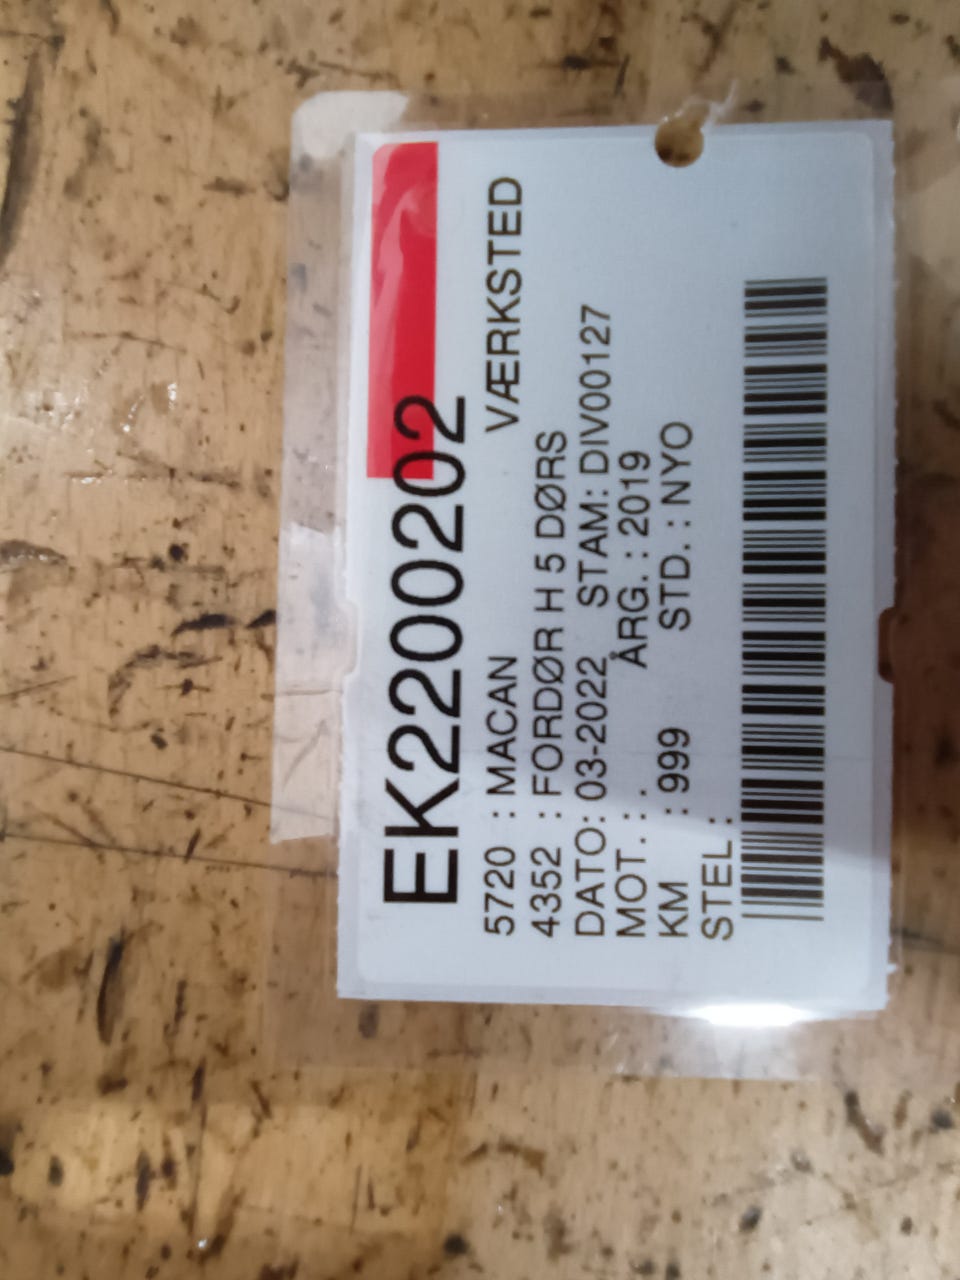 EK220202
5720 : MACAN VÆRKSTED
4352 : FORDØR H 5 DØRS
DATO: 03-2022 STAM: DIV00127
MOT. : . ÅRG. : 2019
KM : 999 STD. : NYO
STEL :